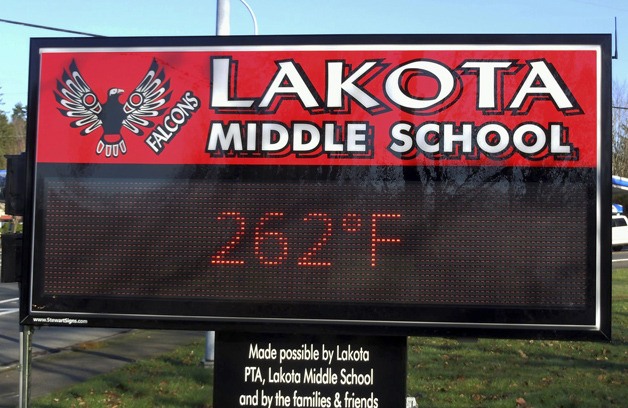 FALCONS
LAKOTA
MIDDLE SCHOOL
262°F
www.StewartSigns.com
Made possible by Lakota
PTA, Lakota Middle School
and by the families & friends